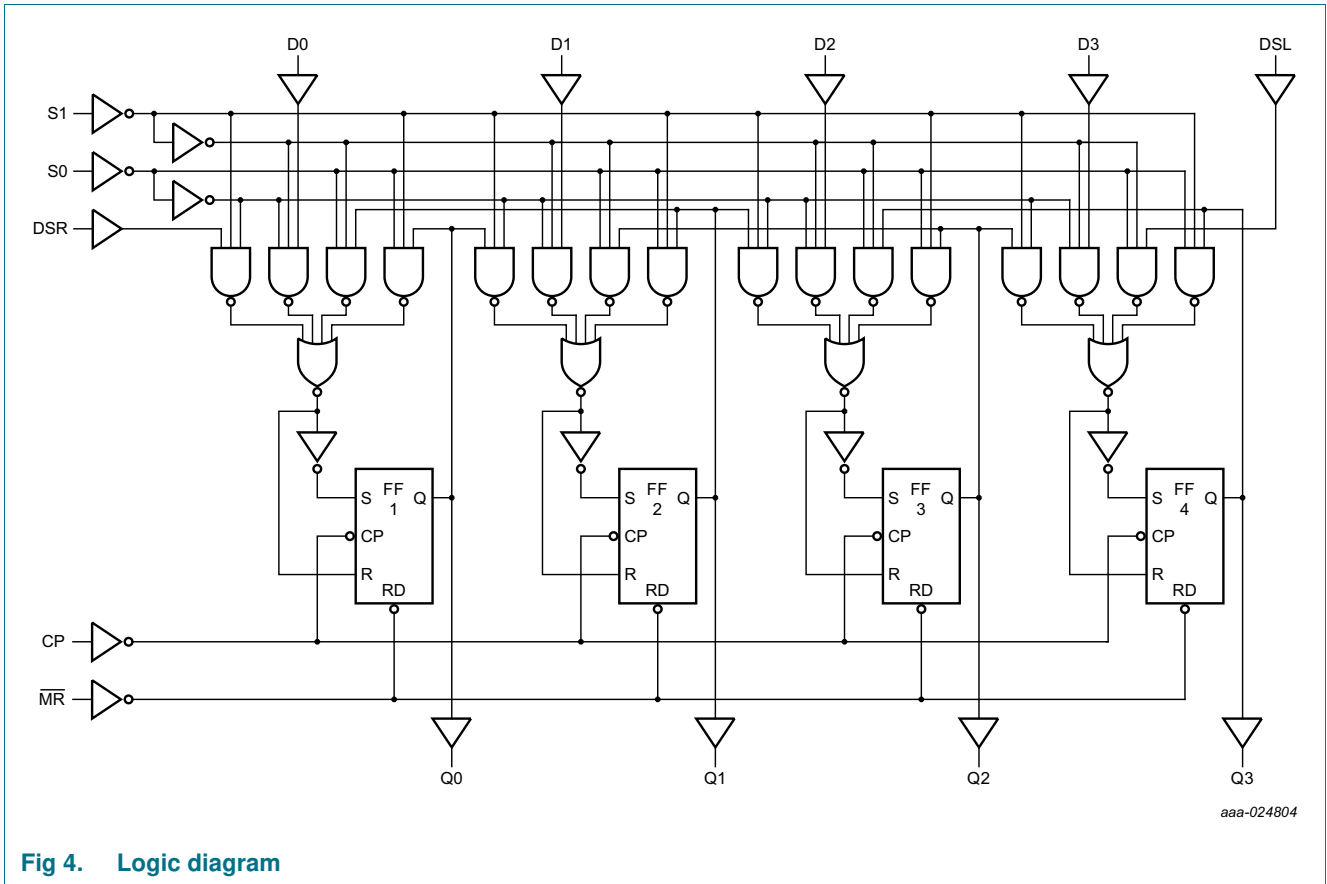 D0 D1 D2 D3 DSL
S1
S0
DSR
S FF 1 Q CP R RD
S FF 2 Q CP R RD
S FF 3 Q CP R RD
S FF 4 Q CP R RD
CP
M̅R̅
Q0 Q1 Q2 Q3
aaa-024804
Fig 4. Logic diagram